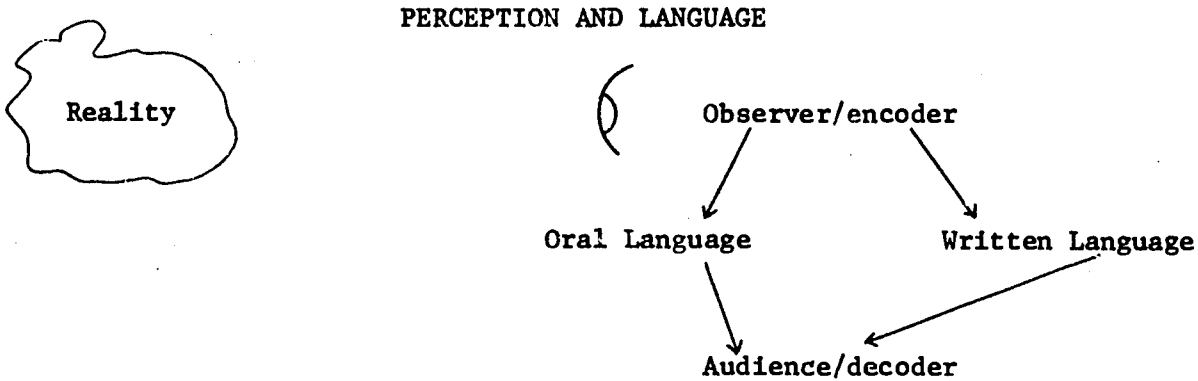 PERCEPTION AND LANGUAGE
Reality
Observer/encoder
Oral Language
Written Language
Audience/decoder